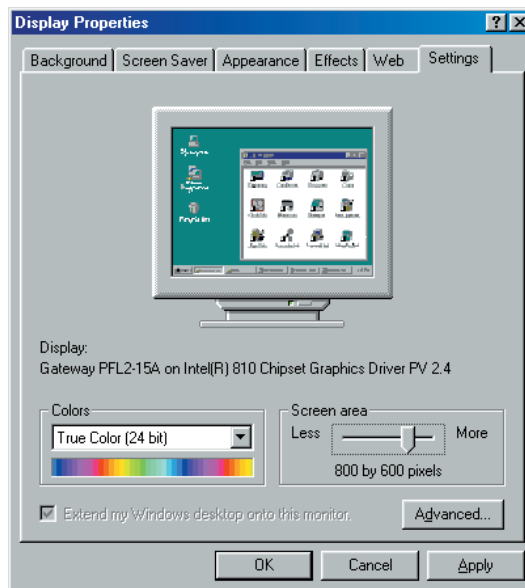 Display Properties
Background Screen Saver Appearance Effects Web Settings
Display:
Gateway PFL2-15A on Intel(R) 810 Chipset Graphics Driver PV 2.4
Colors
True Color (24 bit)
Screen area
Less More
800 by 600 pixels
Extend my Windows desktop onto this monitor.
Advanced...
OK Cancel Apply